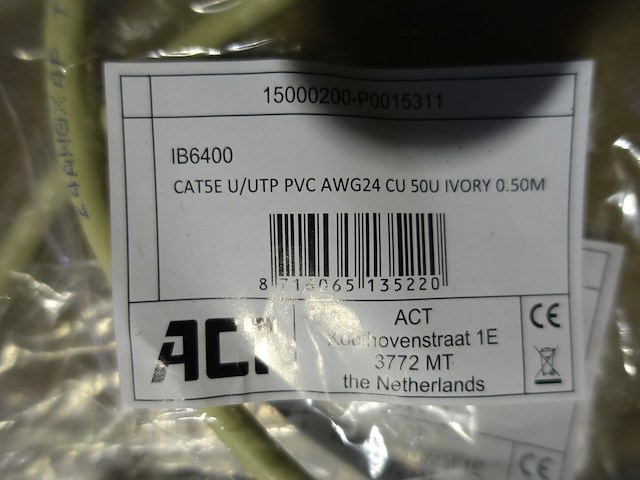 15000200-P0015311
IB6400
CAT5E U/UTP PVC AWG24 CU 50U IVORY 0.50M
8 716065 135220
ACT
ACT
1E
3772 MT
the Netherlands
CE
CE